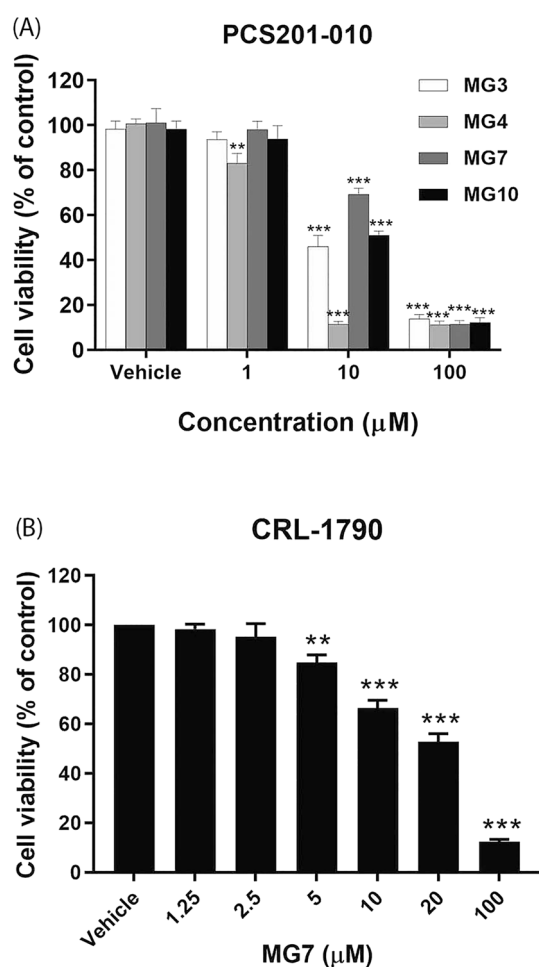 (A)
PCS201-010
Cell viability (% of control)
120
100
80
60
40
20
0
MG3
MG4
MG7
MG10
**
***
***
***
***
***
***
***
***
Vehicle 1 10 100
Concentration (μM)
(B)
CRL-1790
Cell viability (% of control)
120
100
80
60
40
20
0
**
***
***
***
Vehicle 1.25 2.5 5 10 20 100
MG7 (μM)